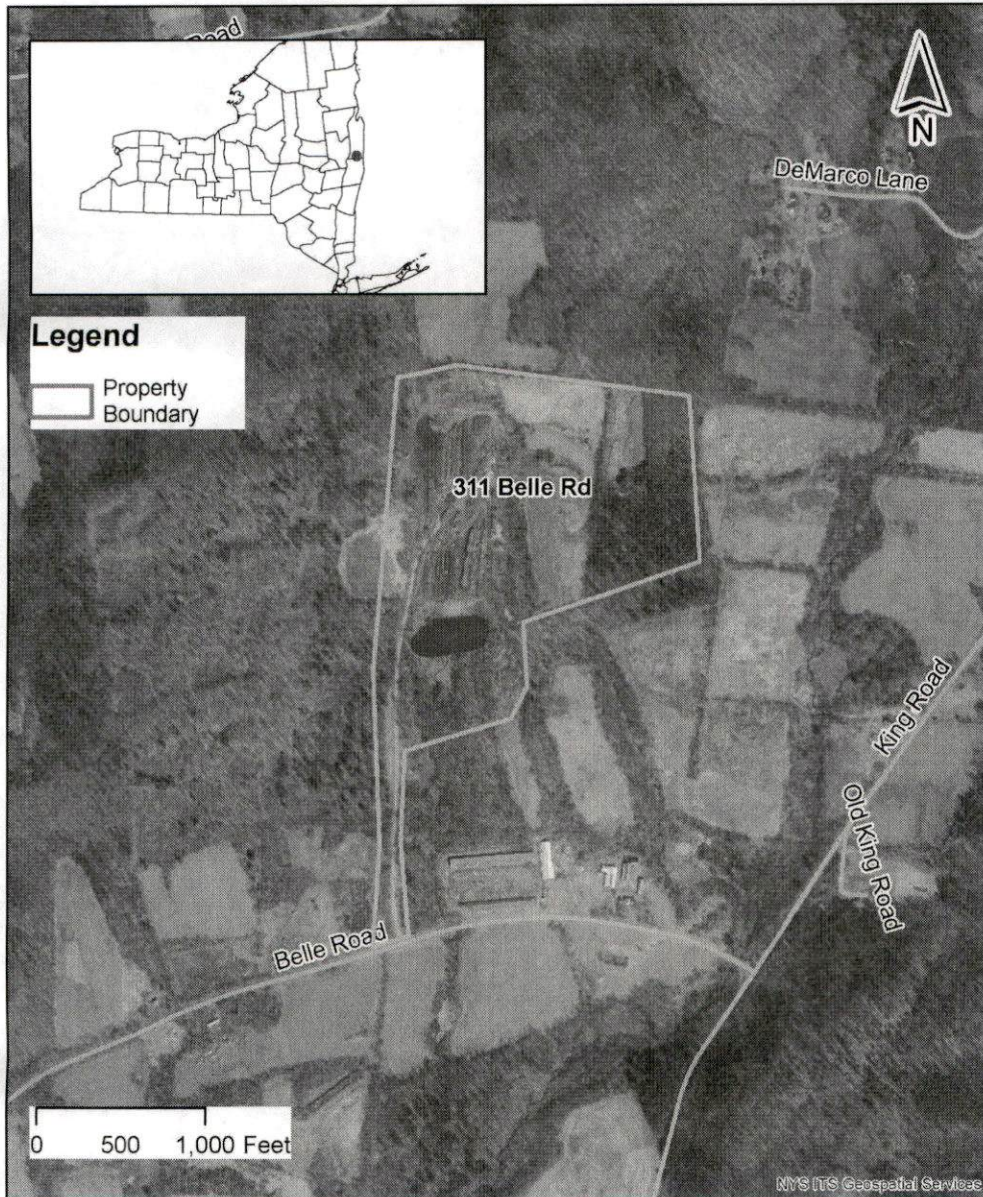 Road
N
DeMarco Lane
Legend
Property
Boundary
311 Belle Rd
King Road
Old King Road
Belle Road
0 500 1,000 Feet
NYS ITS Geospatial Services